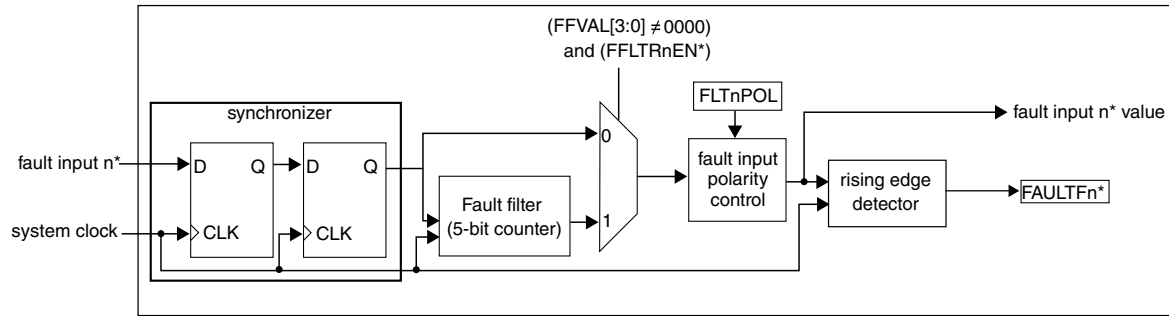 (FFVAL[3:0] ≠ 0000)
and (FFLTRnEN*)
FLTnPOL
synchronizer
fault input n* value
fault input n*
D Q D Q
0
fault input
polarity
control
rising edge
detector
FAULTFn*
Fault filter
(5-bit counter)
1
system clock
CLK CLK